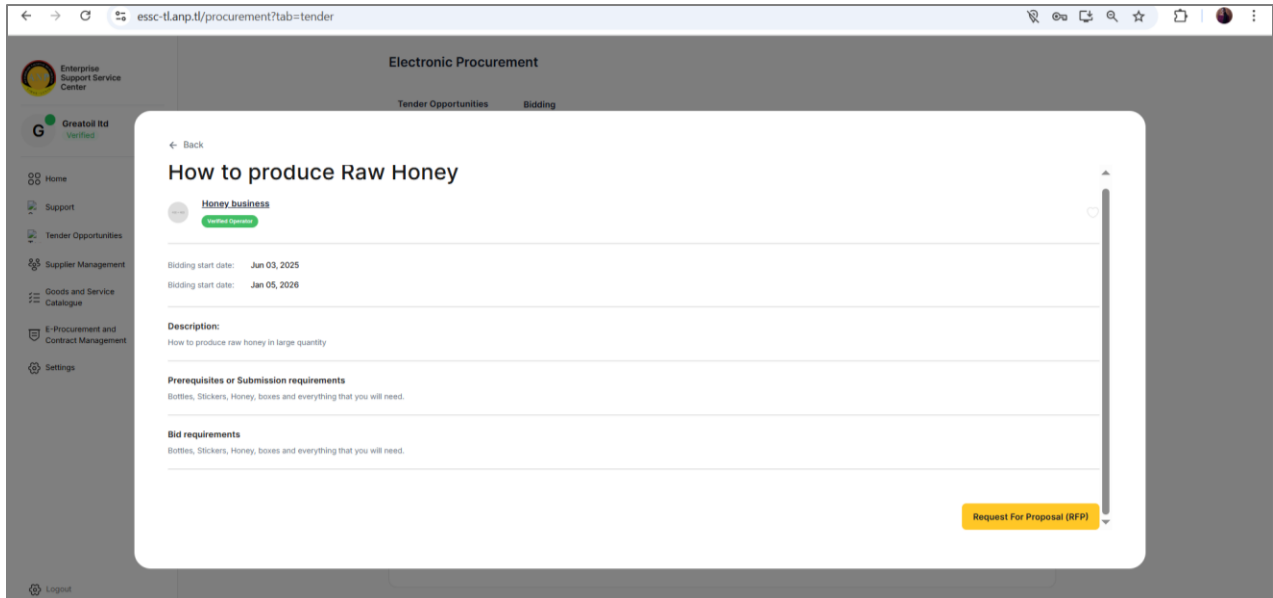 essc-tl.anp.tl/procurement?tab=tender
Enterprise
Support Service
Center
G
Greatoil ltd
Verified
Home
Support
Tender Opportunities
Supplier Management
Goods and Service
Catalogue
E-Procurement and
Contract Management
Settings
Logout
Electronic Procurement
Tender Opportunities Bidding
← Back
How to produce Raw Honey
Honey business
Verified Operator
Bidding start date: Jun 03, 2025
Bidding start date: Jan 05, 2026
Description:
How to produce raw honey in large quantity
Prerequisites or Submission requirements
Bottles, Stickers, Honey, boxes and everything that you will need.
Bid requirements
Bottles, Stickers, Honey, boxes and everything that you will need.
Request For Proposal (RFP)